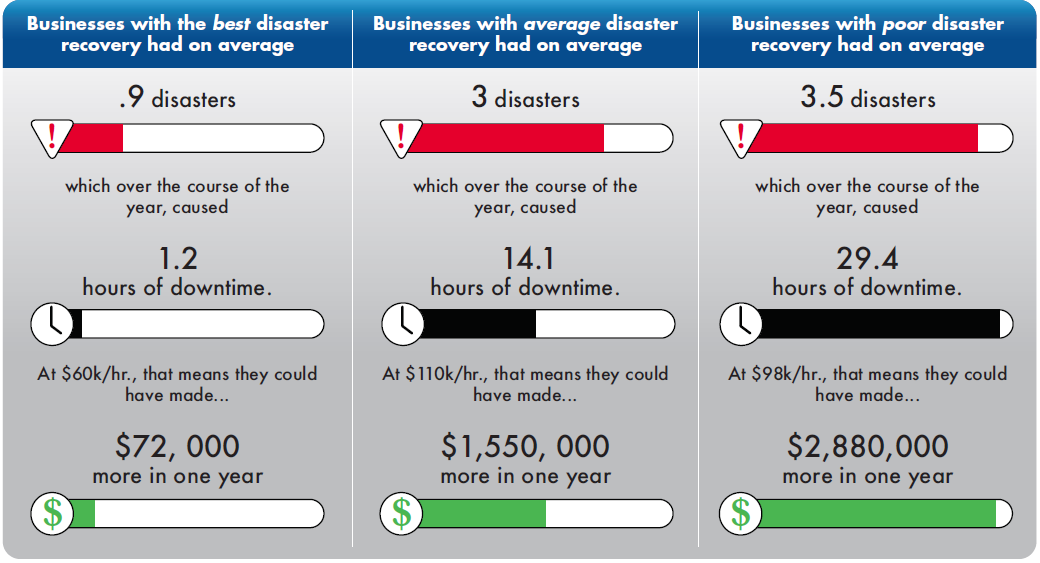 Businesses with the best disaster
recovery had on average
.9 disasters
!
which over the course of the
year, caused
1.2
hours of downtime.
At $60k/hr., that means they could
have made...
$72, 000
more in one year
$
Businesses with average disaster
recovery had on average
3 disasters
!
which over the course of the
year, caused
14.1
hours of downtime.
At $110k/hr., that means they could
have made...
$1,550, 000
more in one year
$
Businesses with poor disaster
recovery had on average
3.5 disasters
!
which over the course of the
year, caused
29.4
hours of downtime.
At $98k/hr., that means they could
have made...
$2,880,000
more in one year
$